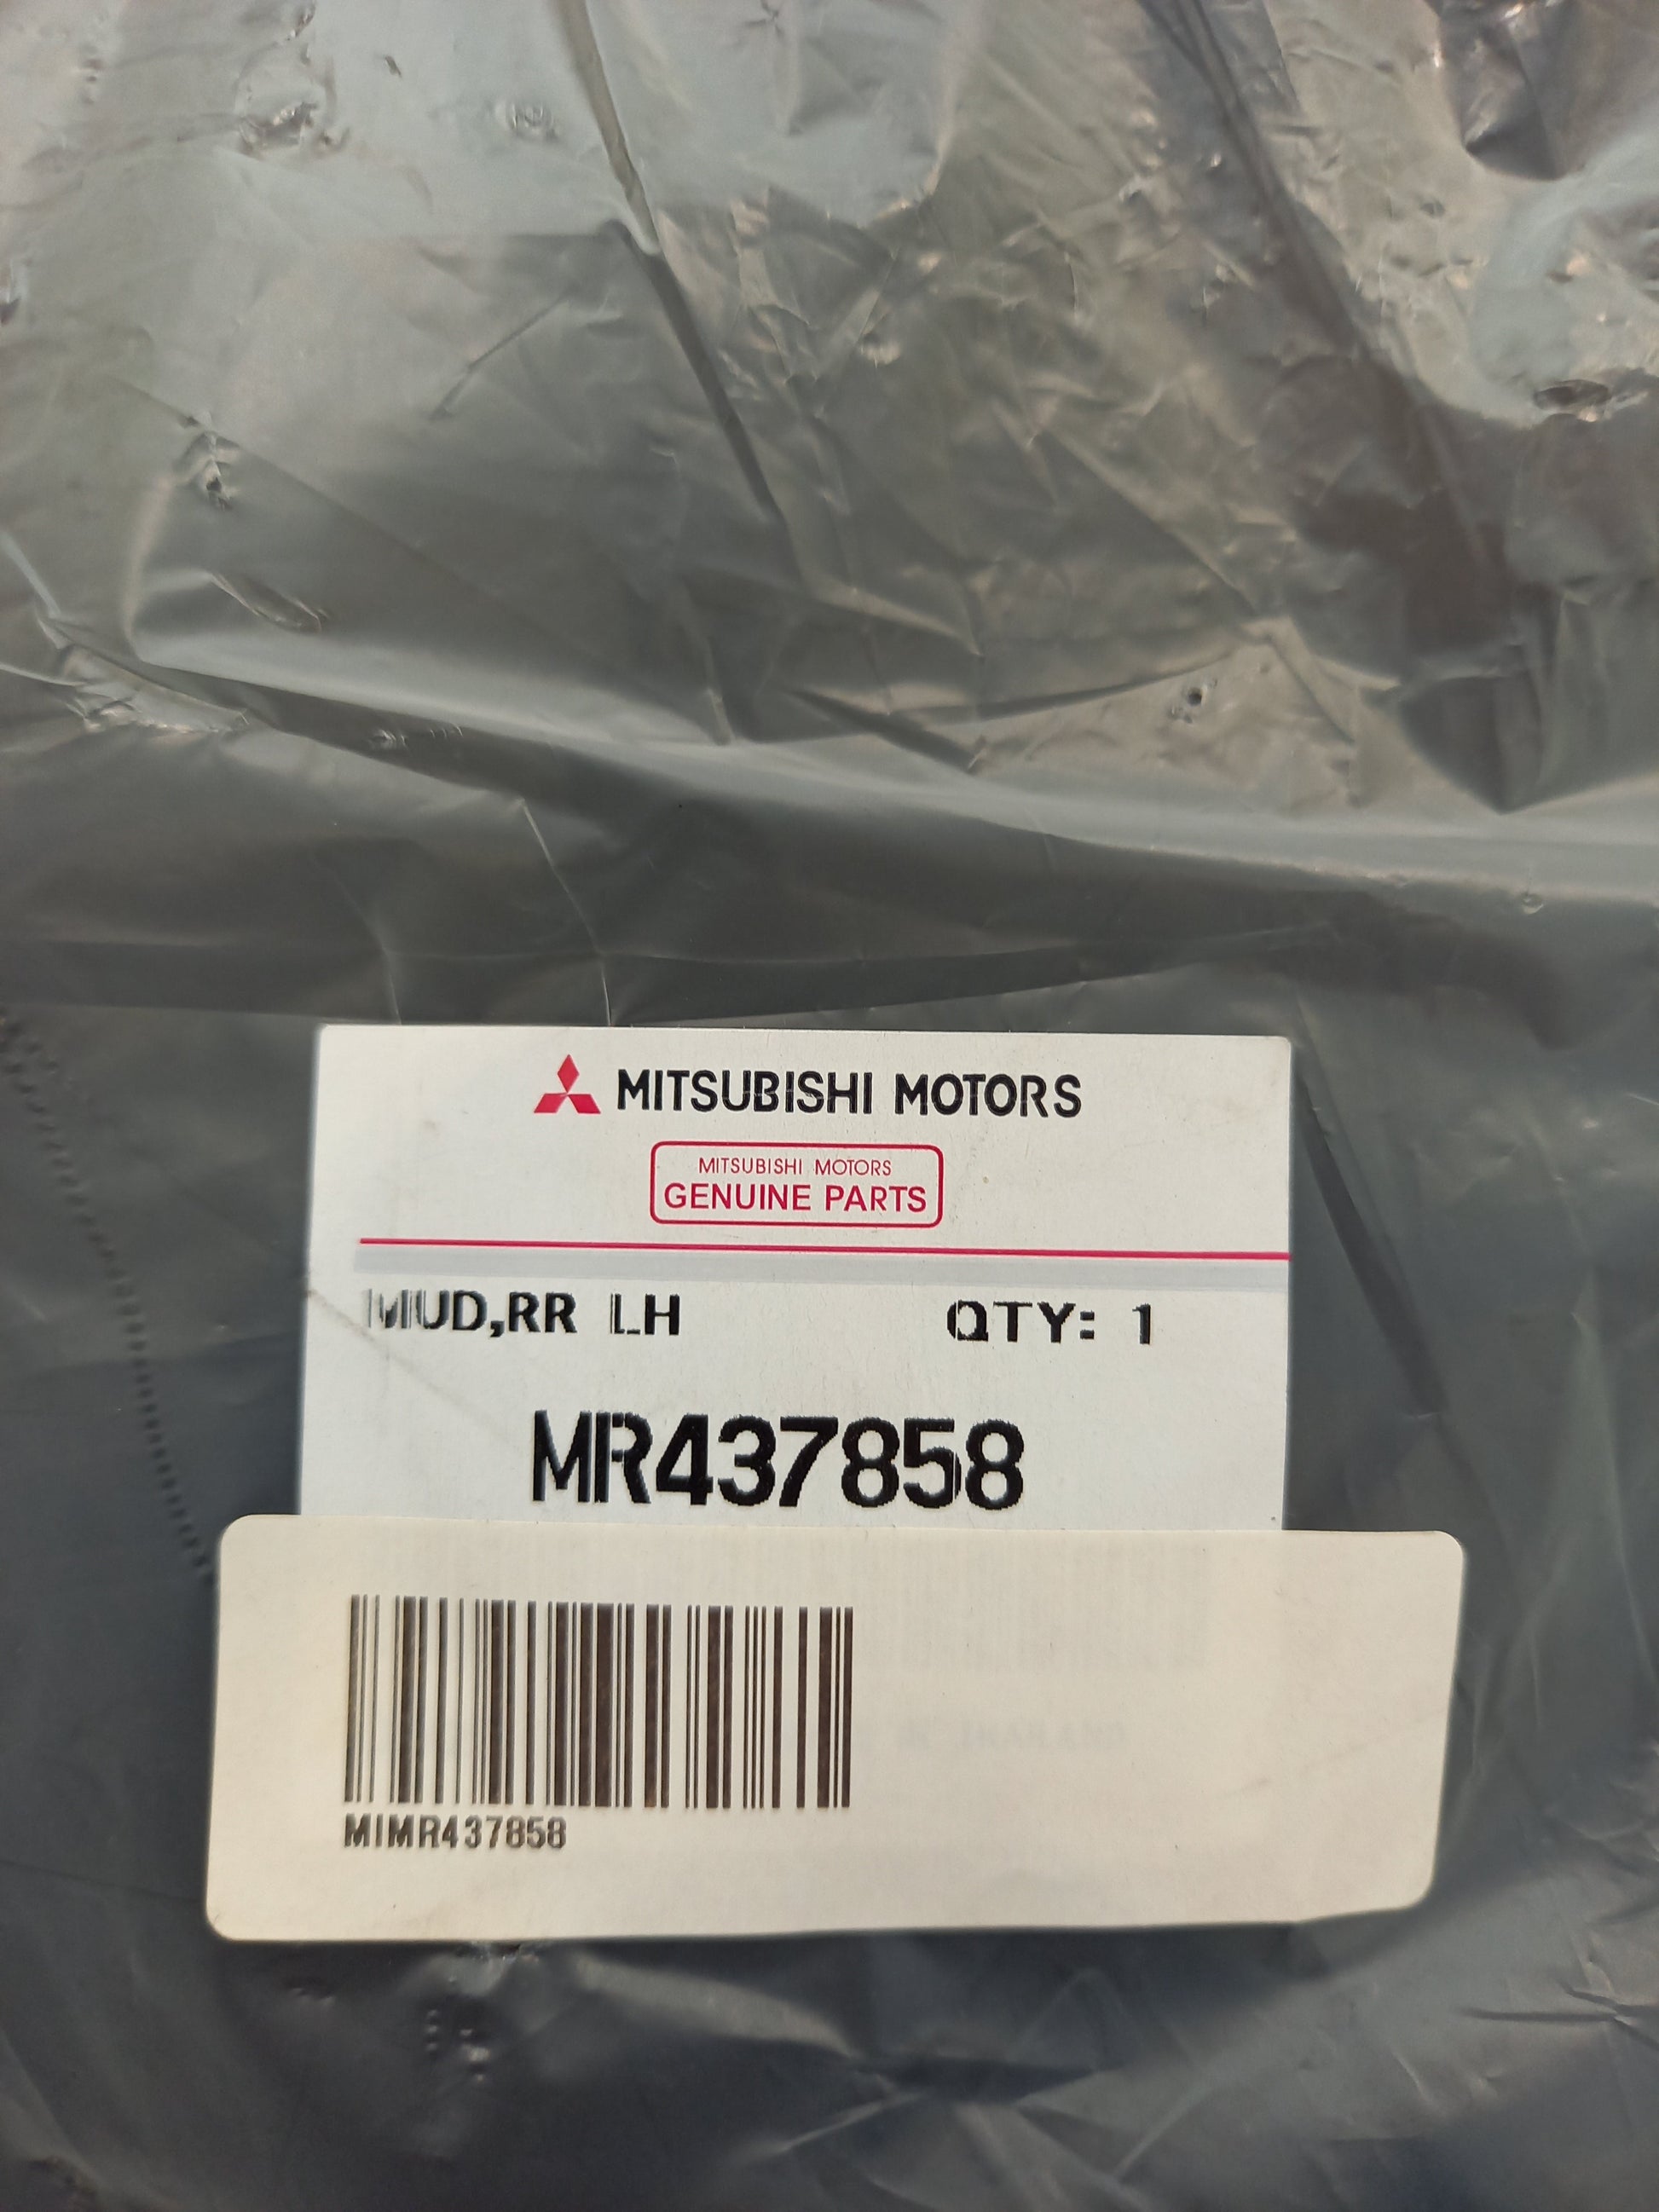 MITSUBISHI MOTORS
MITSUBISHI MOTORS
GENUINE PARTS
MUD,RR LH QTY: 1
MR437858
MIMR437858